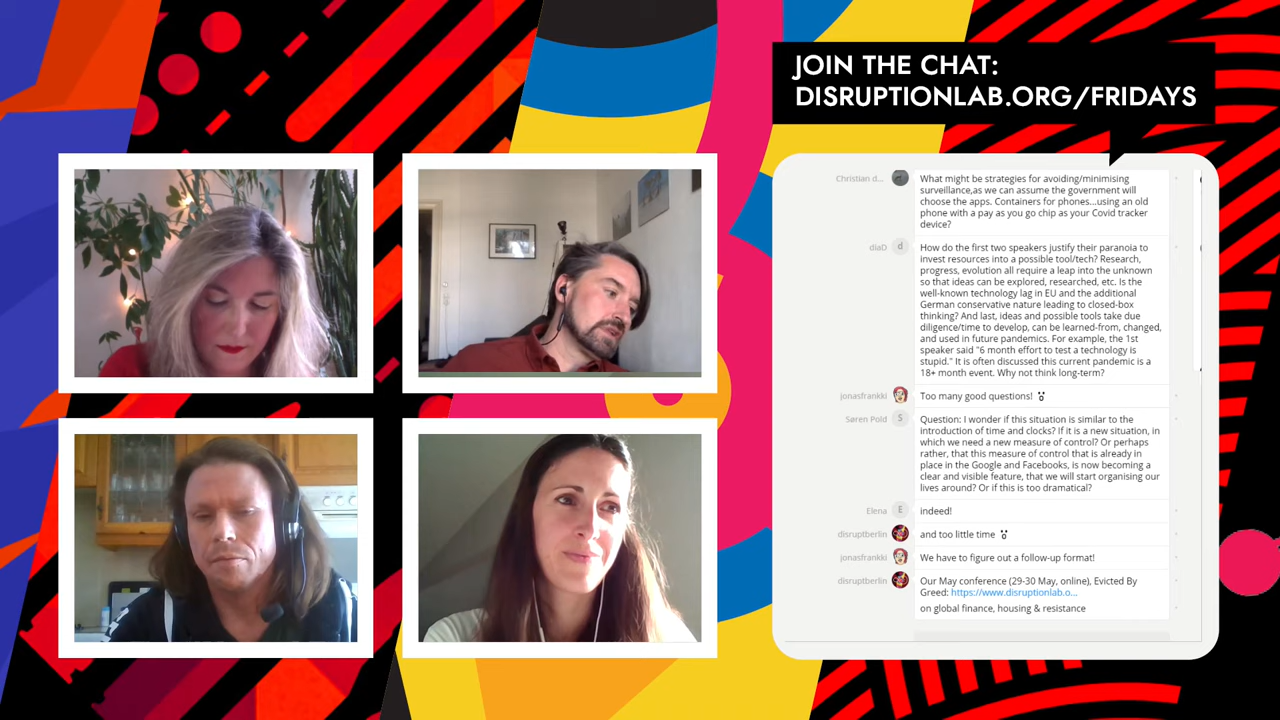 JOIN THE CHAT:
DISRUPTIONLAB.ORG/FRIDAYS
Christian d...
What might be strategies for avoiding/minimising
surveillance,as we can assume the government will
choose the apps. Containers for phones...using an old
phone with a pay as you go chip as your Covid tracker
device?
diaD
d
How do the first two speakers justify their paranoia to
invest resources into a possible tool/tech? Research,
progress, evolution all require a leap into the unknown
so that ideas can be explored, researched, etc. Is the
well-known technology lag in EU and the additional
German conservative nature leading to closed-box
thinking? And last, ideas and possible tools take due
diligence/time to develop, can be learned-from, changed,
and used in future pandemics. For example, the 1st
speaker said "6 month effort to test a technology is
stupid." It is often discussed this current pandemic is a
18+ month event. Why not think long-term?
jonasfrankki
Too many good questions!
Søren Pold
S
Question: I wonder if this situation is similar to the
introduction of time and clocks? If it is a new situation, in
which we need a new measure of control? Or perhaps
rather, that this measure of control that is already in
place in the Google and Facebooks, is now becoming a
clear and visible feature, that we will start organising our
lives around? Or if this is too dramatical?
Elena
E
indeed!
disruptberlin
and too little time
jonasfrankki
We have to figure out a follow-up format!
disruptberlin
Our May conference (29-30 May, online), Evicted By
Greed: https://www.disruptionlab.o...
on global finance, housing & resistance